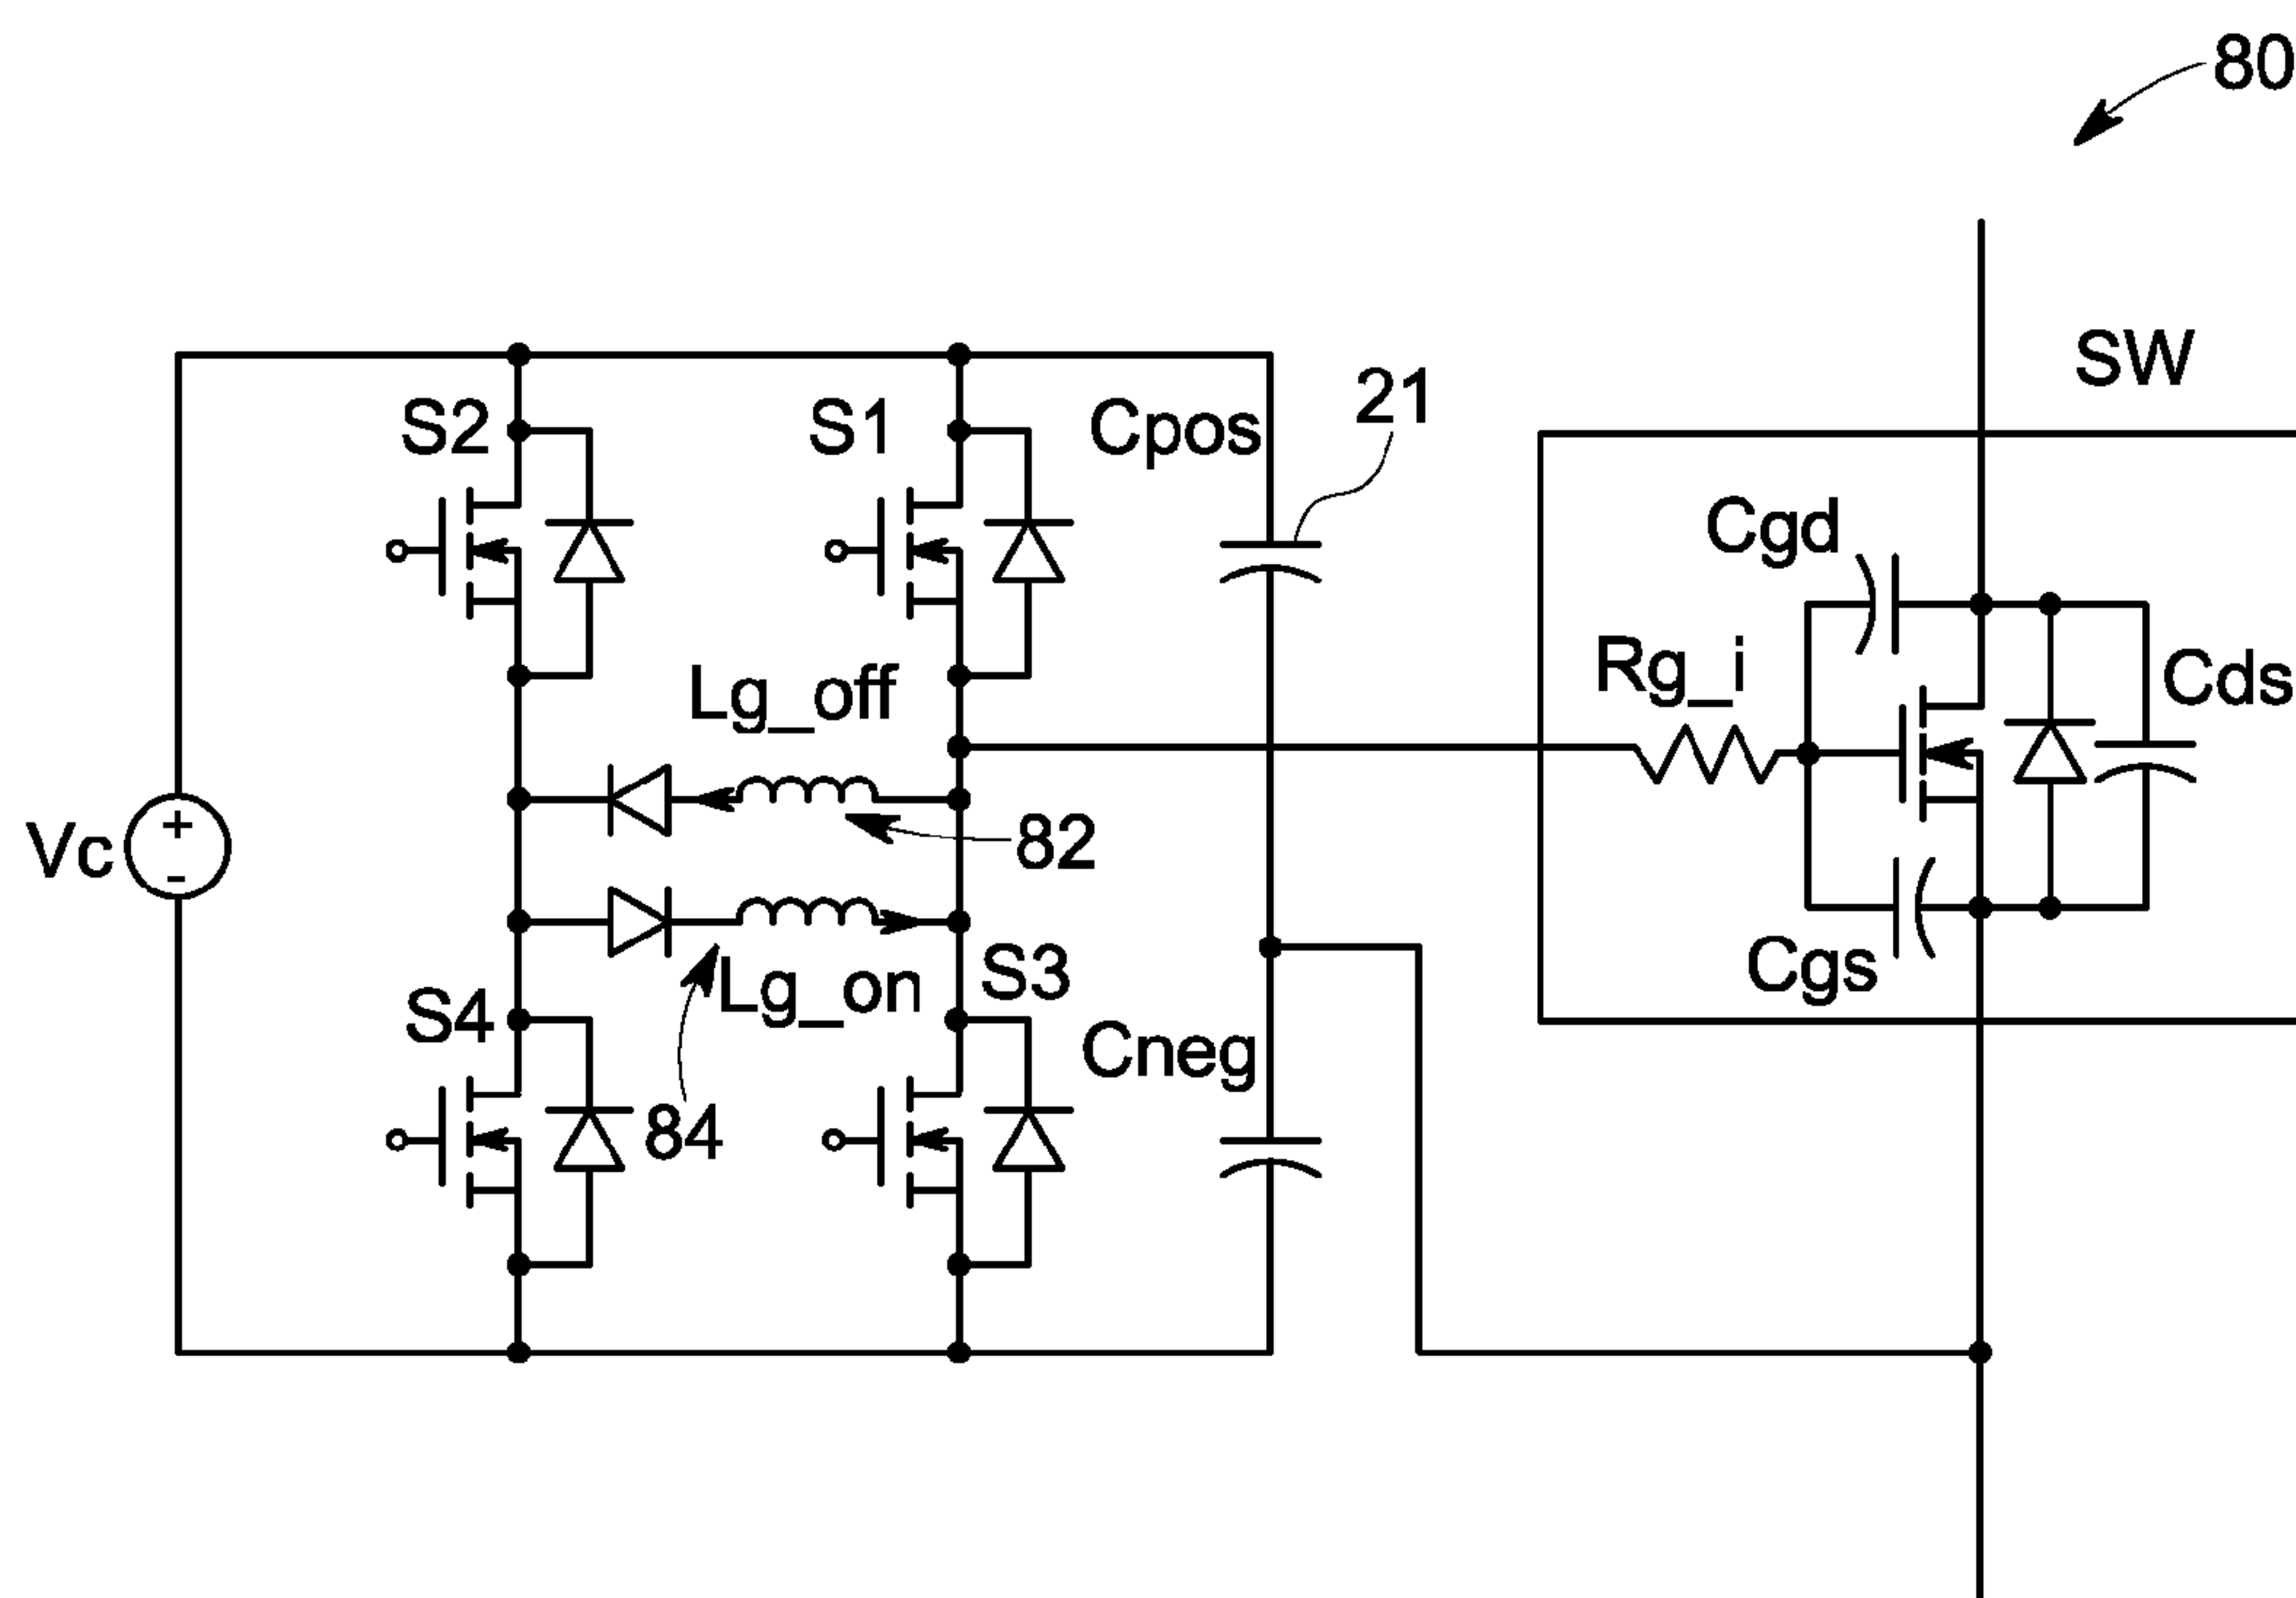 80
SW
S2
S1
Cpos
21
Cgd
Rg_i
Cds
Lg_off
Vc
+
-
82
Lg_on
S3
Cgs
S4
Cneg
84